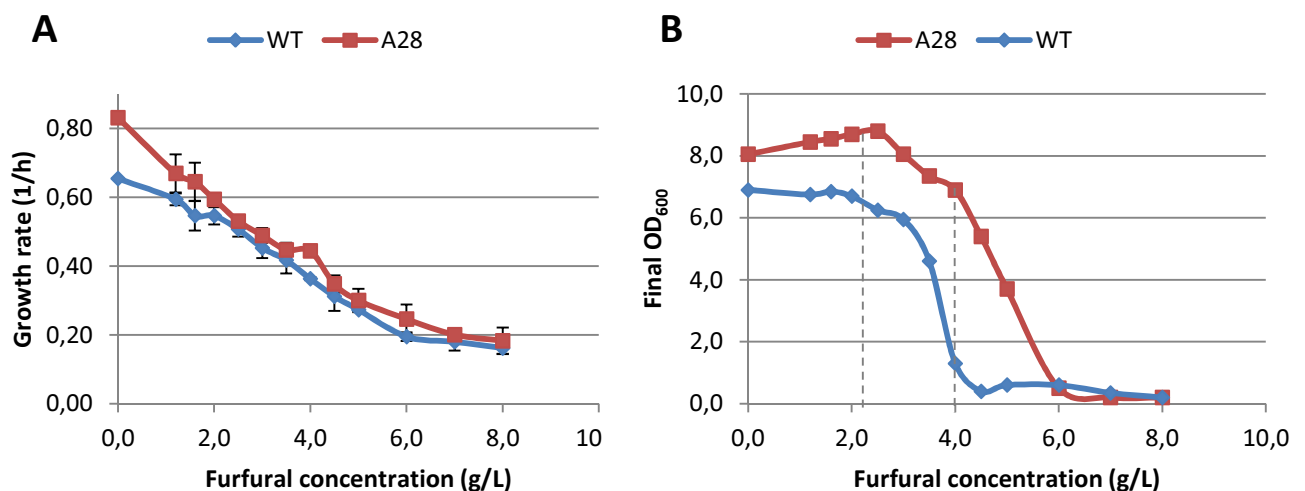 A
WT A28
Growth rate (1/h)
0,80
0,60
0,40
0,20
0,00
0,0 2,0 4,0 6,0 8,0 10
Furfural concentration (g/L)
B
A28 WT
Final OD600
10,0
8,0
6,0
4,0
2,0
0,0
0,0 2,0 4,0 6,0 8,0 10,0
Furfural concentration (g/L)